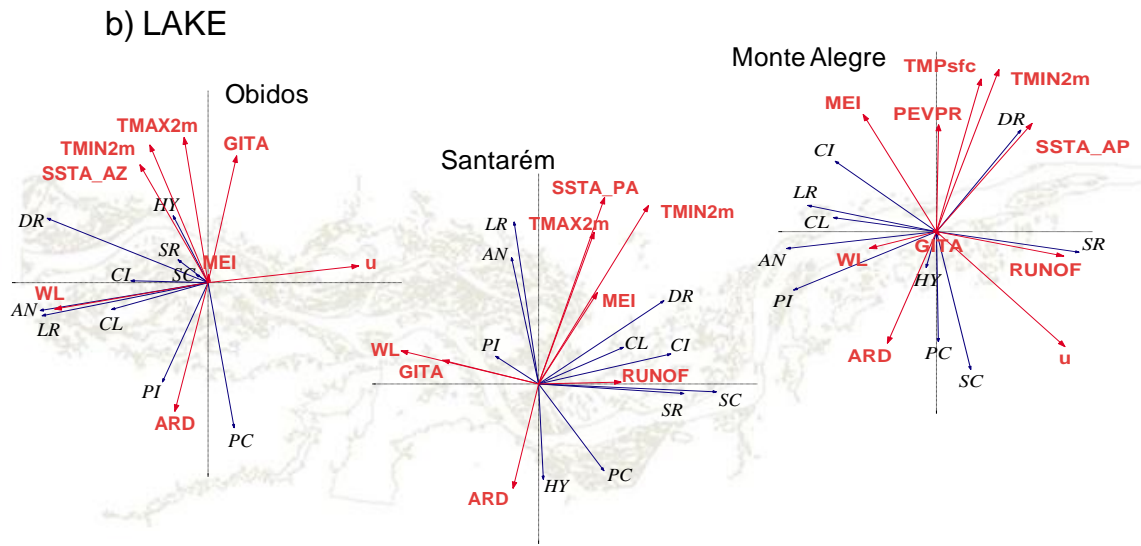 b) LAKE
Obidos
TMAX2m
TMIN2m
GITA
SSTA_AZ
HY
DR
SR
MEI
SC
CI
u
WL
AN
LR
CL
PI
ARD
PC
Santarém
SSTA_PA
TMIN2m
LR
TMAX2m
AN
MEI
DR
WL
PI
CL
CI
GITA
RUNOF
SR
SC
PC
HY
ARD
Monte Alegre
TMPsfc
TMIN2m
MEI
PEVPR
DR
CI
SSTA_AP
LR
CL
AN
GITA
SR
WL
RUNOF
HY
PI
ARD
PC
u
SC